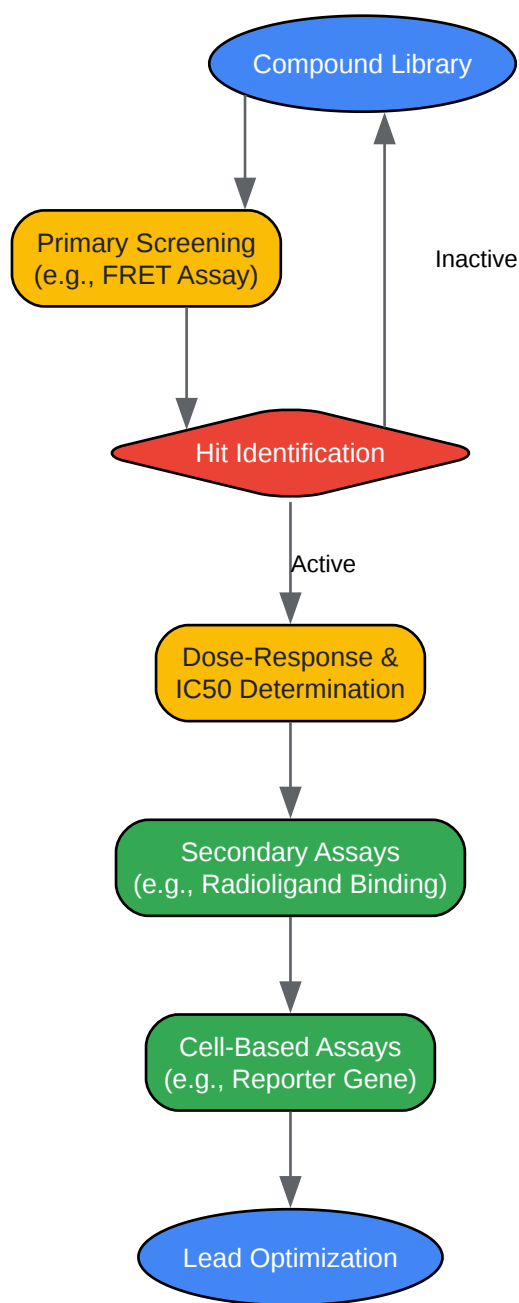 Compound Library
Primary Screening
(e.g., FRET Assay)
Inactive
Hit Identification
Active
Dose-Response &
IC50 Determination
Secondary Assays
(e.g., Radioligand Binding)
Cell-Based Assays
(e.g., Reporter Gene)
Lead Optimization